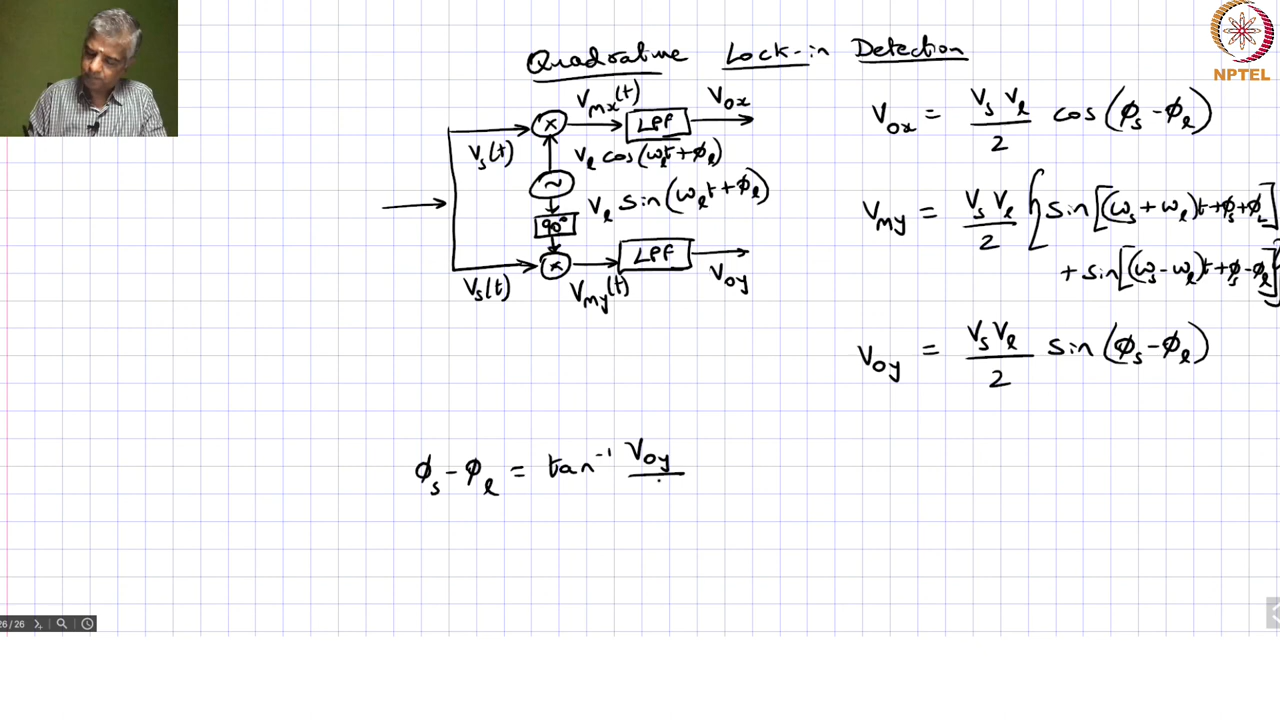 Quadrature Lock-in Detection
NPTEL
V_mx(t)
V_ox
×
LPF
V_s(t)
V_l cos(ω_l t + φ_l)
~
V_l sin(ω_l t + φ_l)
90°
×
LPF
V_s(t)
V_my(t)
V_oy
V_ox = V_s V_l / 2 cos(φ_s - φ_l)
V_my = V_s V_l / 2 { sin[(ω_s + ω_l)t + φ_s + φ_l]
+ sin[(ω_s - ω_l)t + φ_s - φ_l] }
V_oy = V_s V_l / 2 sin(φ_s - φ_l)
φ_s - φ_l = tan⁻¹ V_oy /
26/26